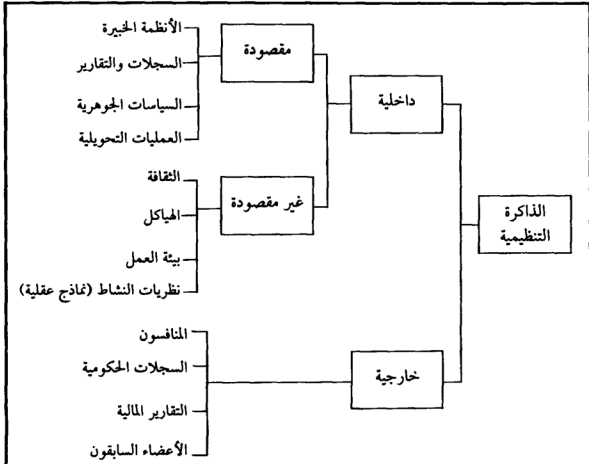 الذاكرة
التنظيمية
داخلية
مقصودة
الأنظمة الخبيرة
السجلات والتقارير
السياسات الجوهرية
العمليات التحويلية
غير مقصودة
الثقافة
الهياكل
بيئة العمل
نظريات النشاط (نماذج عقلية)
خارجية
المنافسون
السجلات الحكومية
التقارير المالية
الأعضاء السابقون